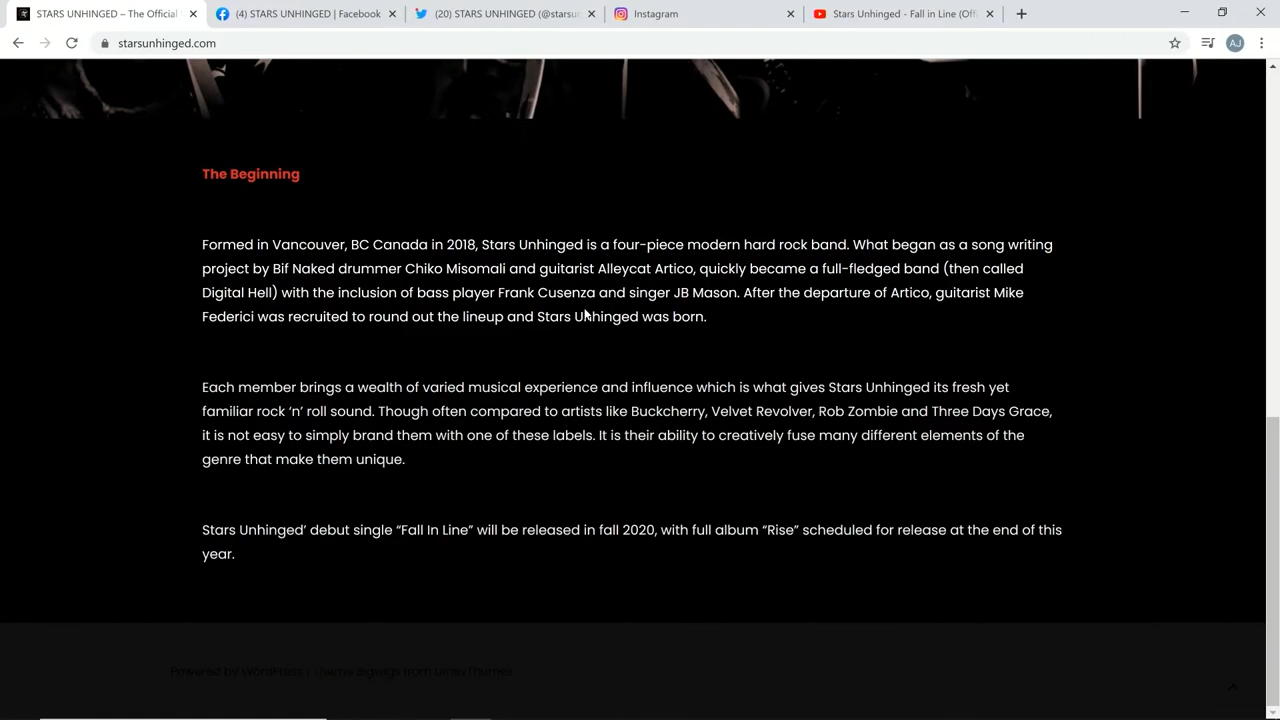 STARS UNHINGED – The Official
(4) STARS UNHINGED | Facebook
(20) STARS UNHINGED (@starsu
Instagram
Stars Unhinged - Fall in Line (Offi
starsunhinged.com
AJ
The Beginning
Formed in Vancouver, BC Canada in 2018, Stars Unhinged is a four-piece modern hard rock band. What began as a song writing
project by Bif Naked drummer Chiko Misomali and guitarist Alleycat Artico, quickly became a full-fledged band (then called
Digital Hell) with the inclusion of bass player Frank Cusenza and singer JB Mason. After the departure of Artico, guitarist Mike
Federici was recruited to round out the lineup and Stars Unhinged was born.
Each member brings a wealth of varied musical experience and influence which is what gives Stars Unhinged its fresh yet
familiar rock ‘n’ roll sound. Though often compared to artists like Buckcherry, Velvet Revolver, Rob Zombie and Three Days Grace,
it is not easy to simply brand them with one of these labels. It is their ability to creatively fuse many different elements of the
genre that make them unique.
Stars Unhinged’ debut single “Fall In Line” will be released in fall 2020, with full album “Rise” scheduled for release at the end of this
year.
Powered by WordPress | Theme Bigwigs from